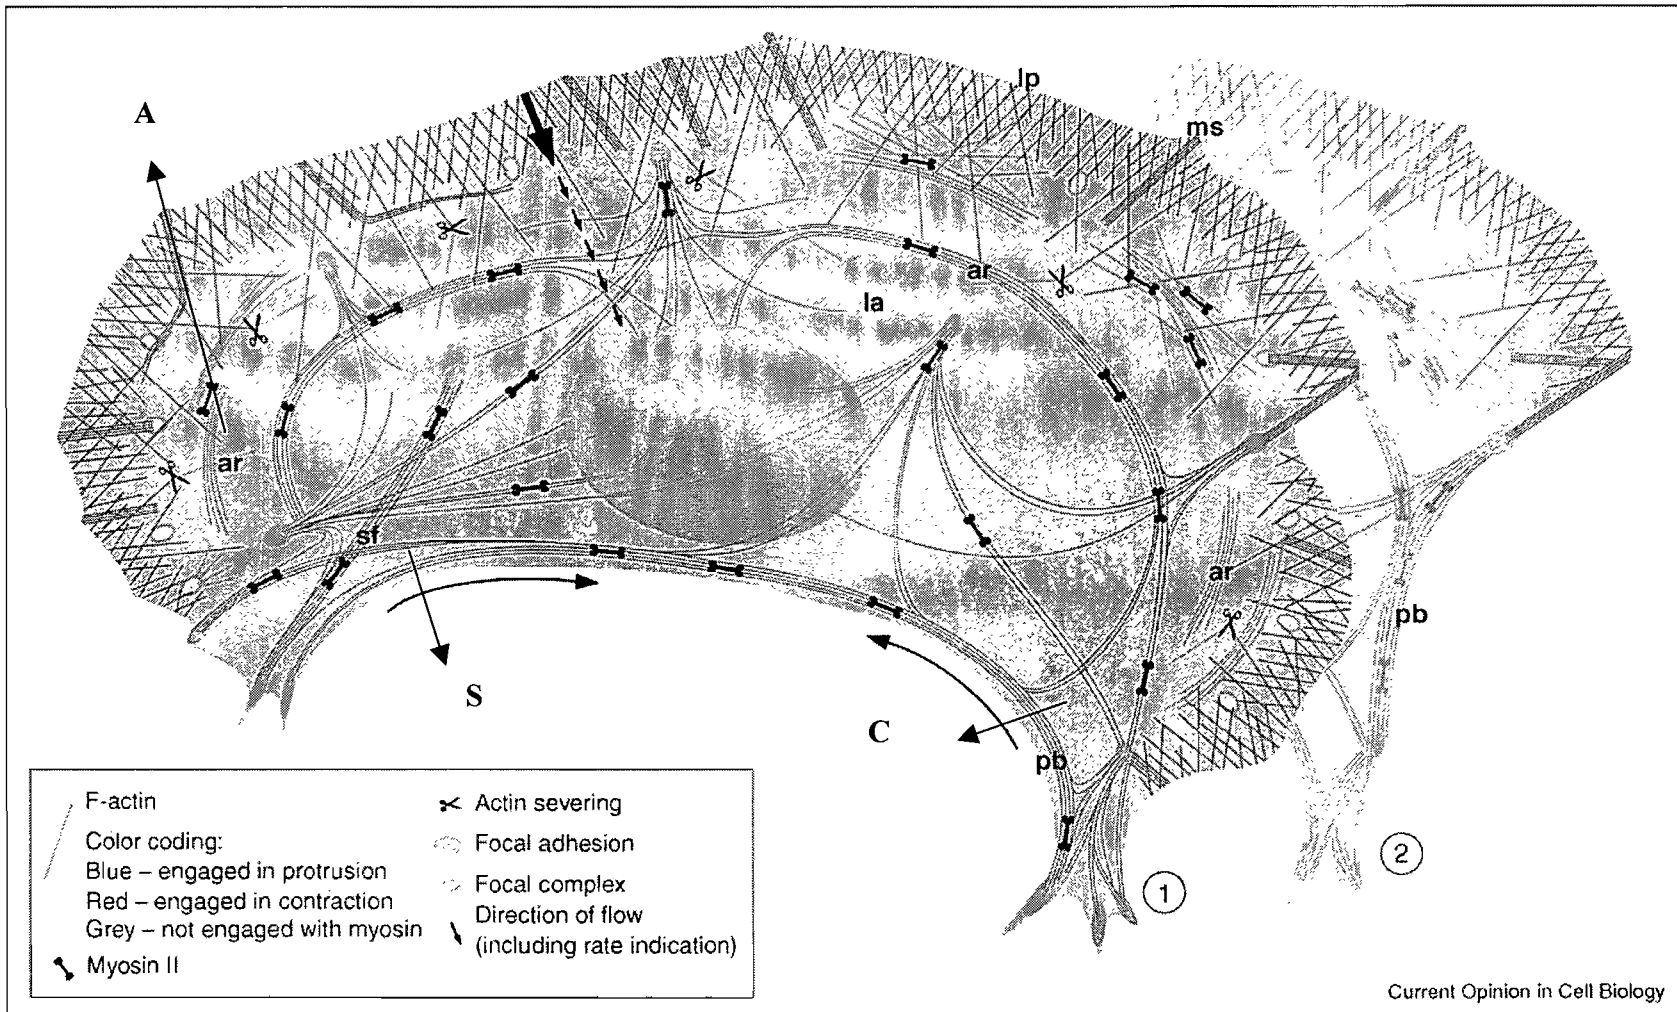 A
lp
ms
ar
la
ar
sf
ar
pb
S
C
pb
1
2
F-actin
Color coding:
Blue – engaged in protrusion
Red – engaged in contraction
Grey – not engaged with myosin
Myosin II
Actin severing
Focal adhesion
Focal complex
Direction of flow
(including rate indication)
Current Opinion in Cell Biology